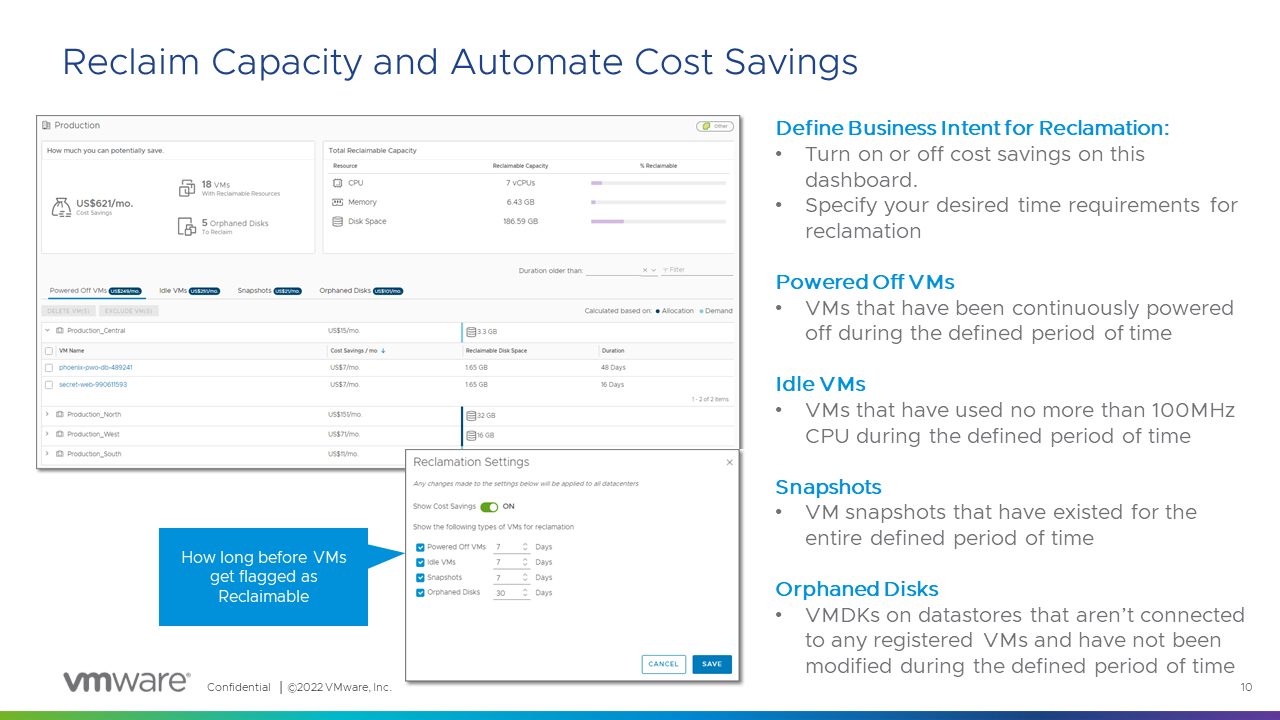 Reclaim Capacity and Automate Cost Savings
Production
Other
How much you can potentially save.
US$621/mo.
Cost Savings
18 VMs
With Reclaimable Resources
5 Orphaned Disks
To Reclaim
Total Reclaimable Capacity
Resource Reclaimable Capacity % Reclaimable
CPU 7 vCPUs
Memory 6.43 GB
Disk Space 186.59 GB
Duration older than: Filter
Powered Off VMs US$249/mo. Idle VMs US$251/mo. Snapshots US$21/mo. Orphaned Disks US$101/mo.
DELETE VM(S) EXCLUDE VM(S) Calculated based on: Allocation Demand
Production_Central US$15/mo. 3.3 GB
VM Name Cost Savings / mo ↓ Reclaimable Disk Space Duration
phoenix-pwo-db-489241 US$7/mo. 1.65 GB 48 Days
secret-web-990611593 US$7/mo. 1.65 GB 16 Days
1 - 2 of 2 items
Production_North US$151/mo. 32 GB
Production_West US$71/mo. 16 GB
Production_South US$11/mo.
Reclamation Settings
Any changes made to the settings below will be applied to all datacenters
Show Cost Savings ON
Show the following types of VMs for reclamation
Powered Off VMs 7 Days
Idle VMs 7 Days
Snapshots 7 Days
Orphaned Disks 30 Days
CANCEL SAVE
How long before VMs
get flagged as
Reclaimable
Define Business Intent for Reclamation:
• Turn on or off cost savings on this
dashboard.
• Specify your desired time requirements for
reclamation
Powered Off VMs
• VMs that have been continuously powered
off during the defined period of time
Idle VMs
• VMs that have used no more than 100MHz
CPU during the defined period of time
Snapshots
• VM snapshots that have existed for the
entire defined period of time
Orphaned Disks
• VMDKs on datastores that aren’t connected
to any registered VMs and have not been
modified during the defined period of time
vmware® Confidential | ©2022 VMware, Inc. 10